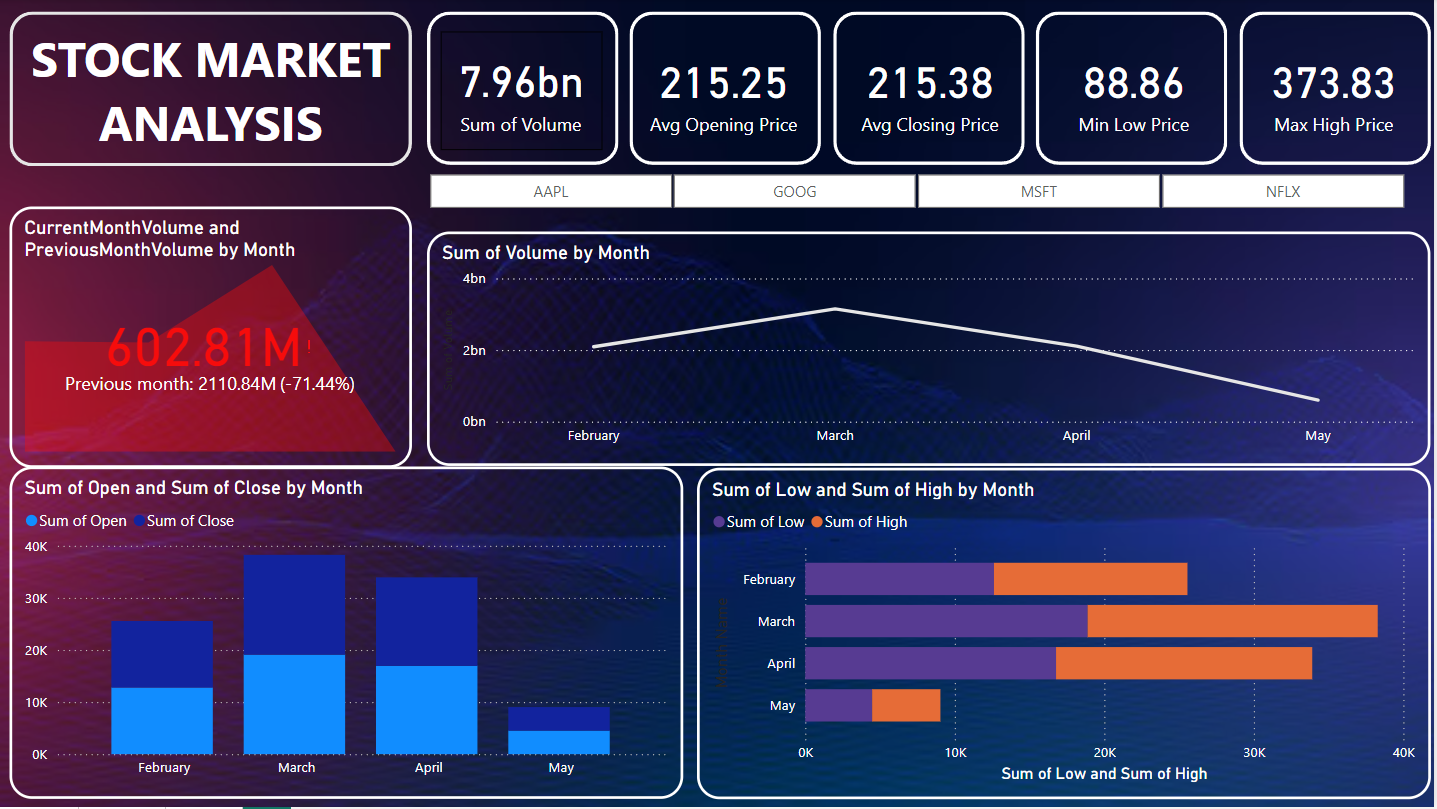 STOCK MARKET
ANALYSIS
7.96bn
Sum of Volume
215.25
Avg Opening Price
215.38
Avg Closing Price
88.86
Min Low Price
373.83
Max High Price
AAPL
GOOG
MSFT
NFLX
CurrentMonthVolume and
PreviousMonthVolume by Month
602.81M!
Previous month: 2110.84M (-71.44%)
Sum of Volume by Month
4bn
2bn
0bn
February
March
April
May
Sum of Open and Sum of Close by Month
Sum of Open
Sum of Close
40K
30K
20K
10K
0K
February
March
April
May
Sum of Low and Sum of High by Month
Sum of Low
Sum of High
Month Name
February
March
April
May
0K
10K
20K
30K
40K
Sum of Low and Sum of High